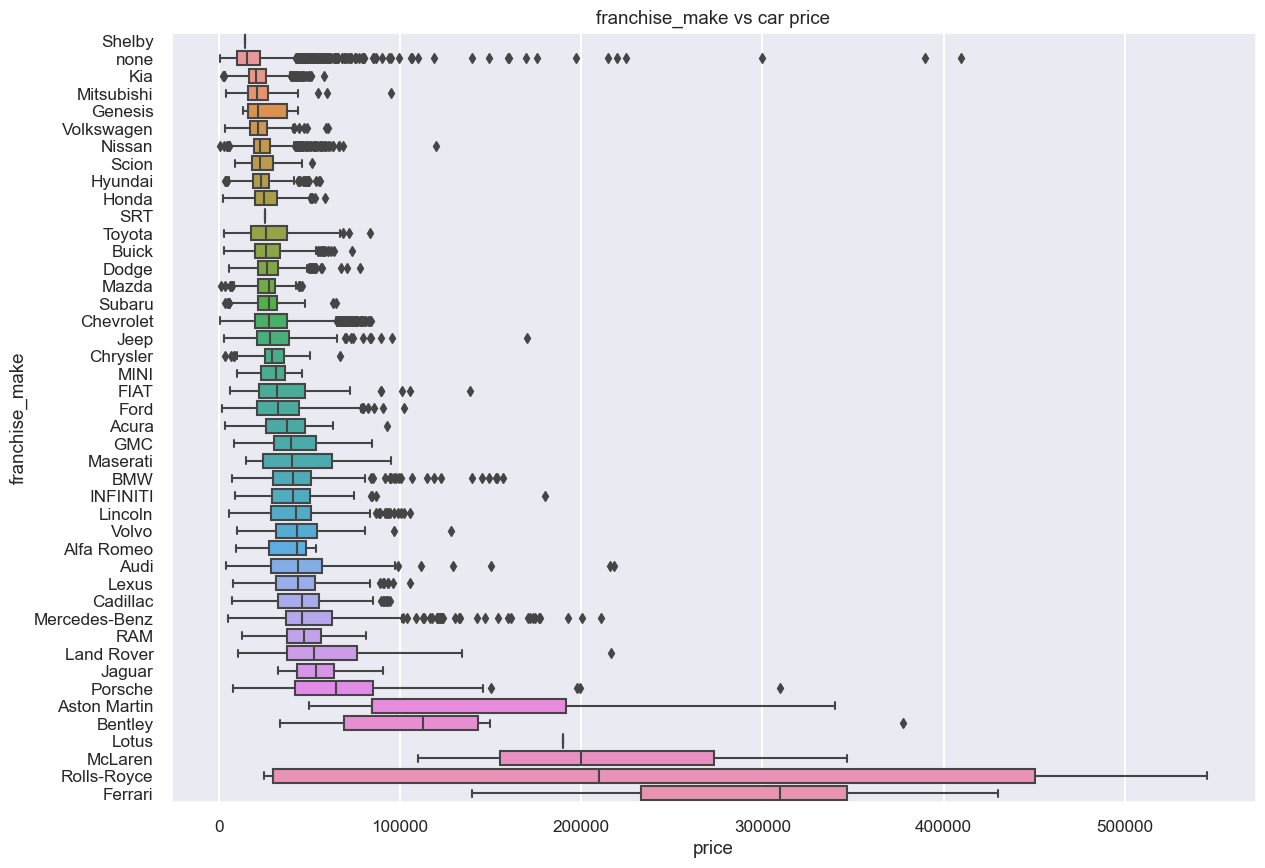 franchise_make vs car price
Shelby
none
Kia
Mitsubishi
Genesis
Volkswagen
Nissan
Scion
Hyundai
Honda
SRT
Toyota
Buick
Dodge
Mazda
Subaru
Chevrolet
Jeep
Chrysler
MINI
FIAT
Ford
Acura
GMC
Maserati
BMW
INFINITI
Lincoln
Volvo
Alfa Romeo
Audi
Lexus
Cadillac
Mercedes-Benz
RAM
Land Rover
Jaguar
Porsche
Aston Martin
Bentley
Lotus
McLaren
Rolls-Royce
Ferrari
franchise_make
0 100000 200000 300000 400000 500000
price